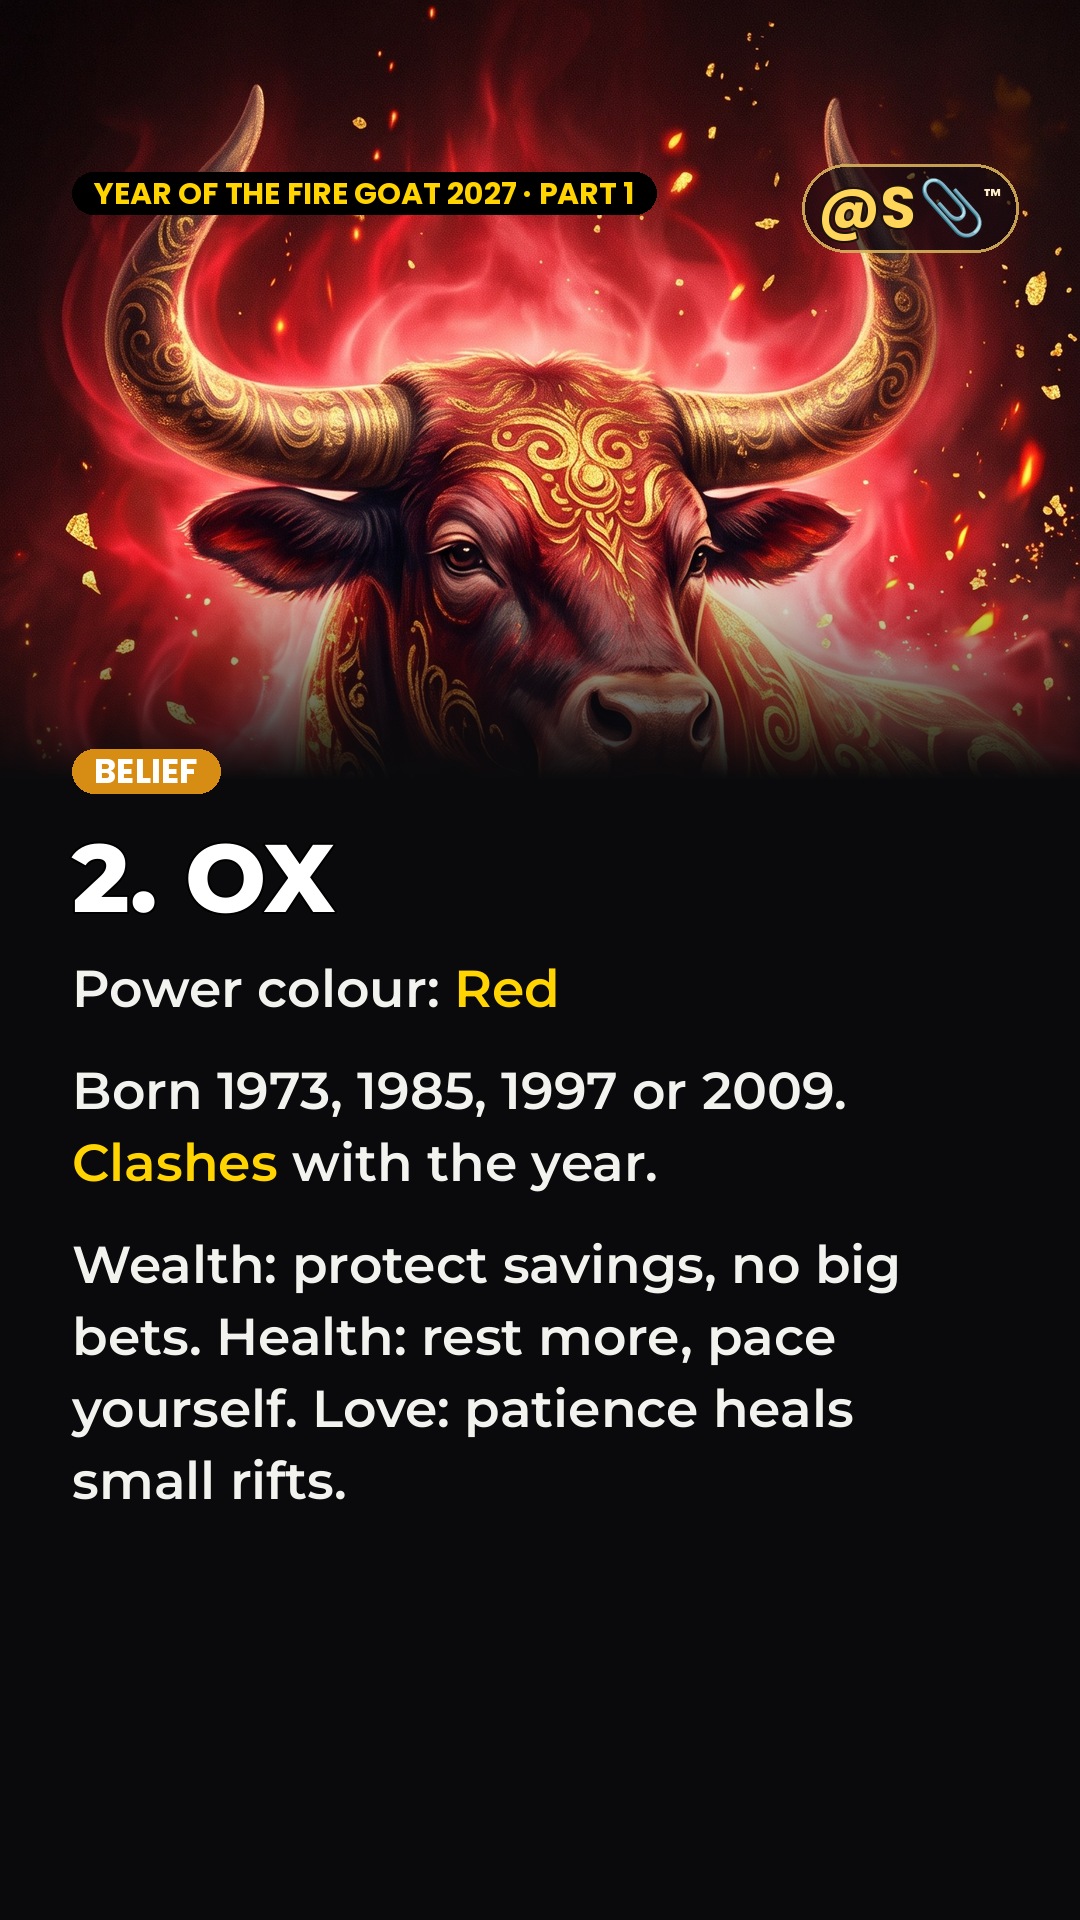 YEAR OF THE FIRE GOAT 2027 · PART 1
@S📎™
BELIEF
2. OX
Power colour: Red
Born 1973, 1985, 1997 or 2009.
Clashes with the year.
Wealth: protect savings, no big
bets. Health: rest more, pace
yourself. Love: patience heals
small rifts.